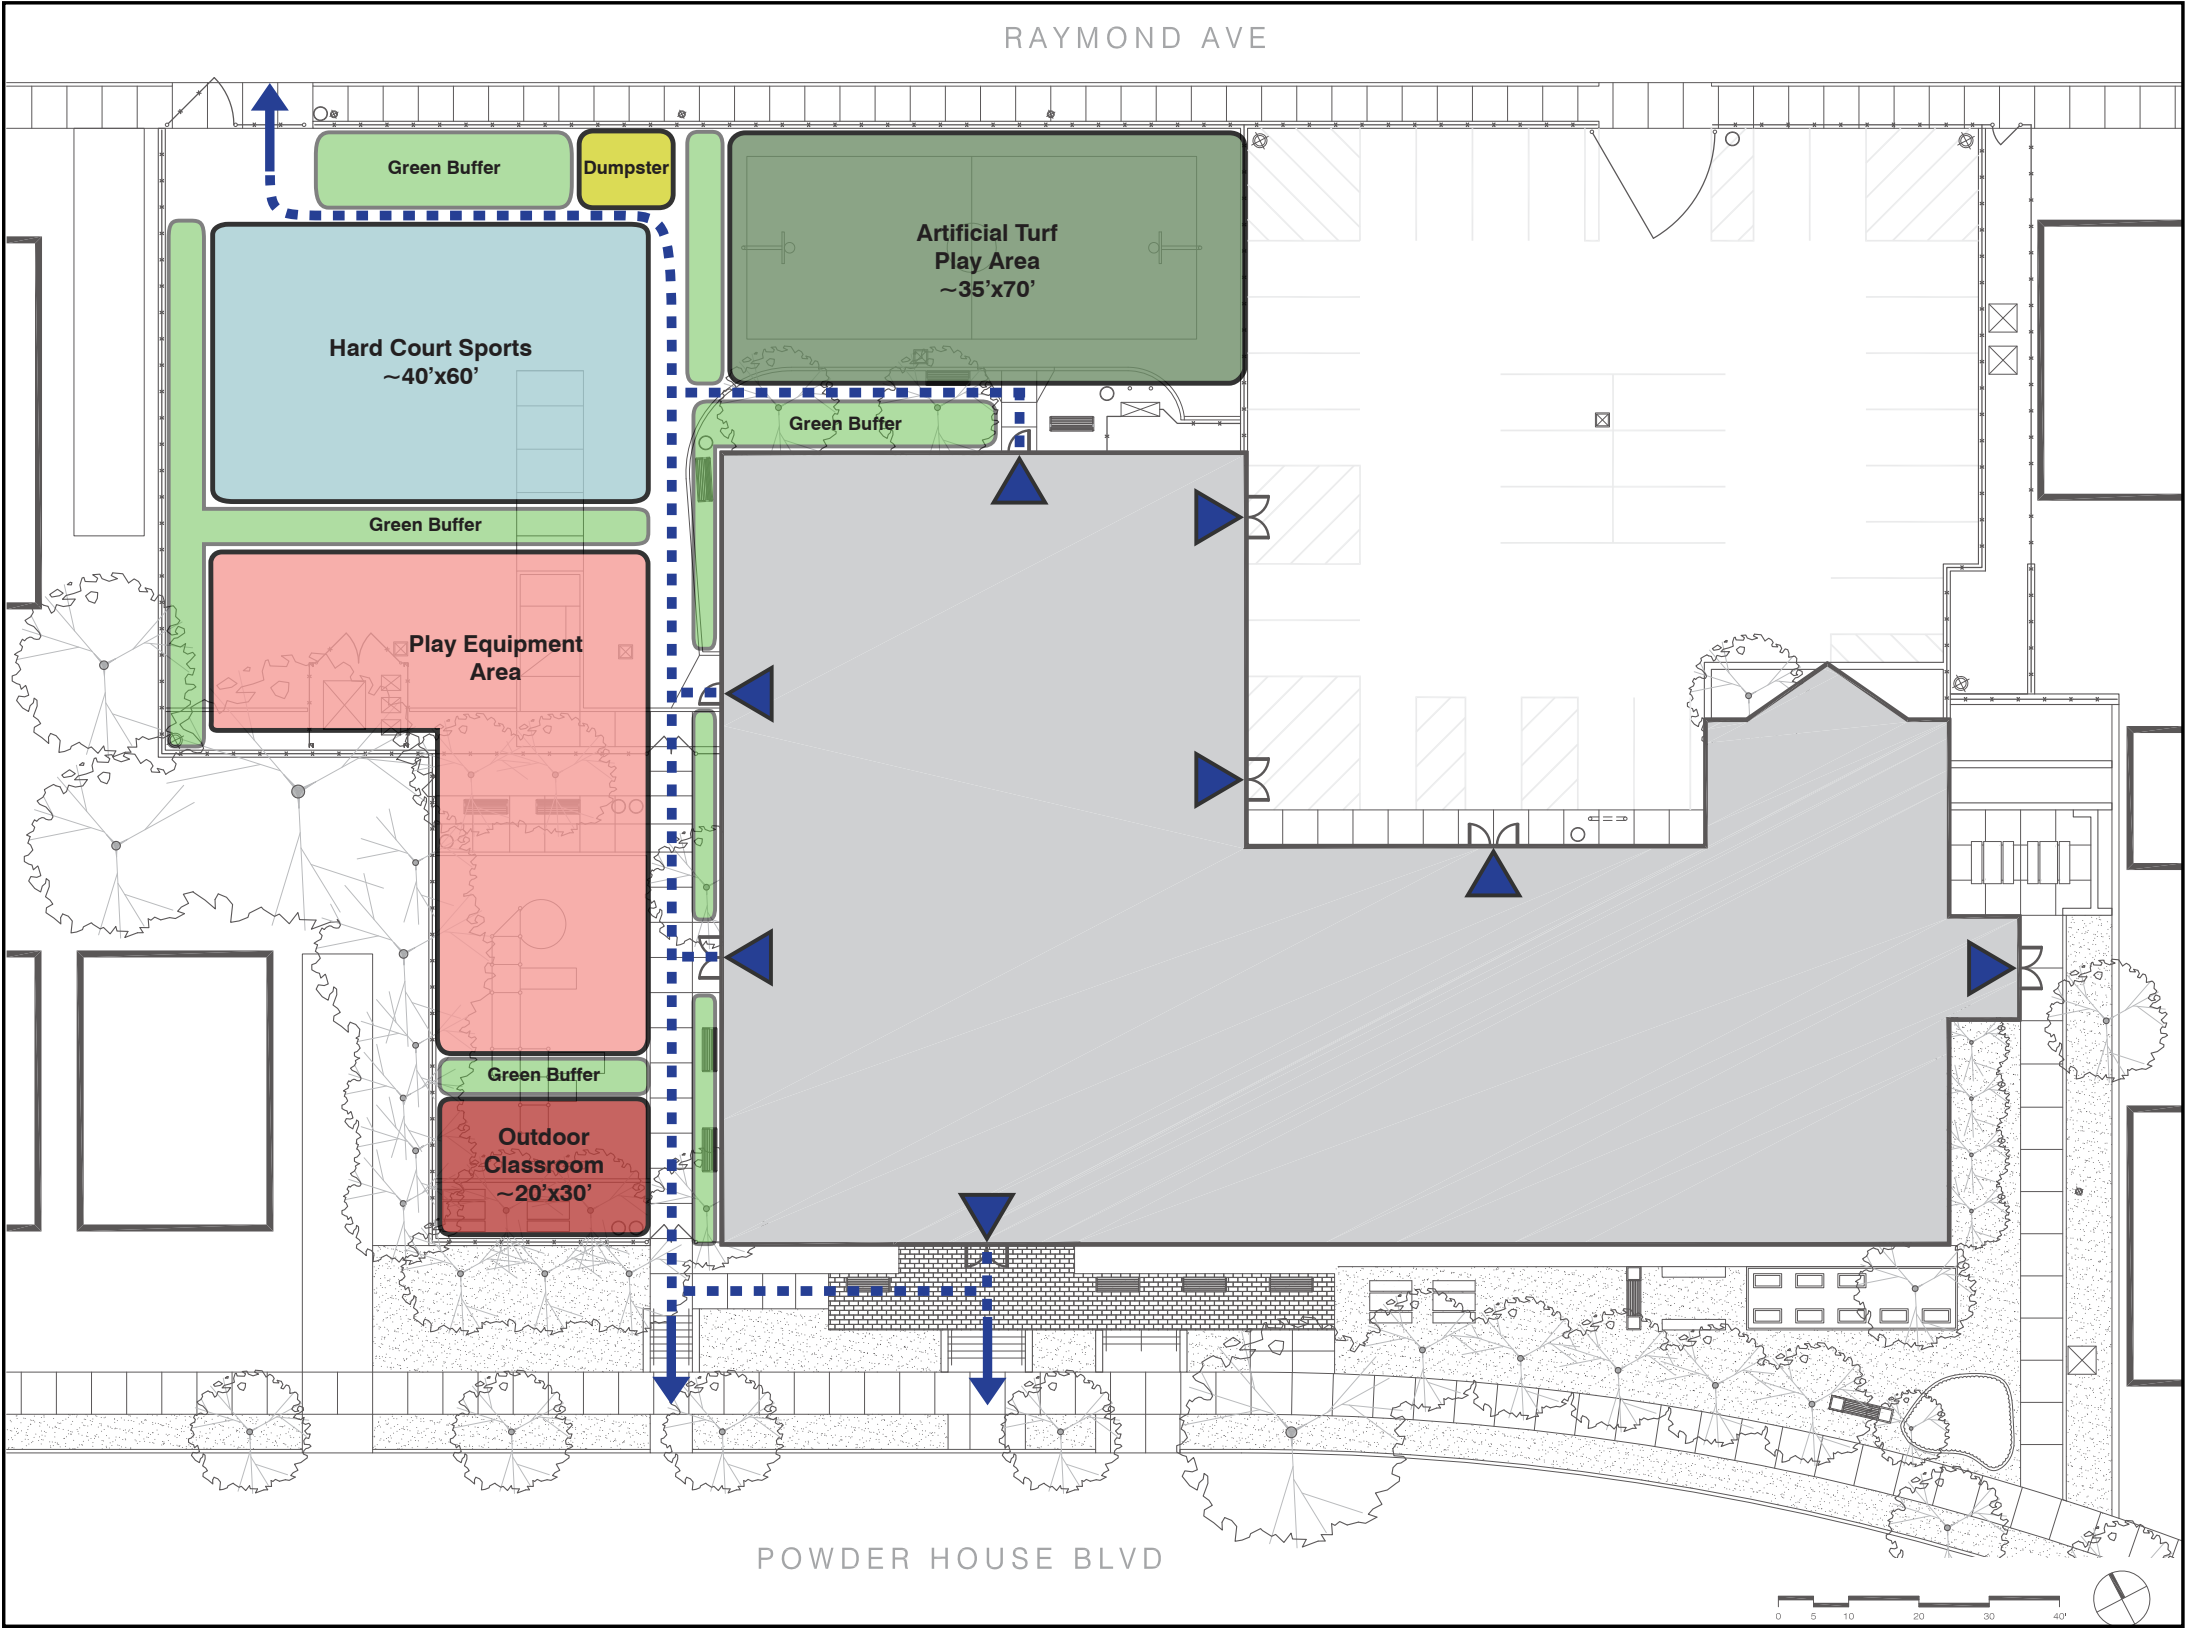 RAYMOND AVE
Green Buffer
Dumpster
Artificial Turf
Play Area
~35’x70’
Hard Court Sports
~40’x60’
Green Buffer
Green Buffer
Play Equipment
Area
Green Buffer
Outdoor
Classroom
~20’x30’
POWDER HOUSE BLVD
0 5 10 20 30 40'